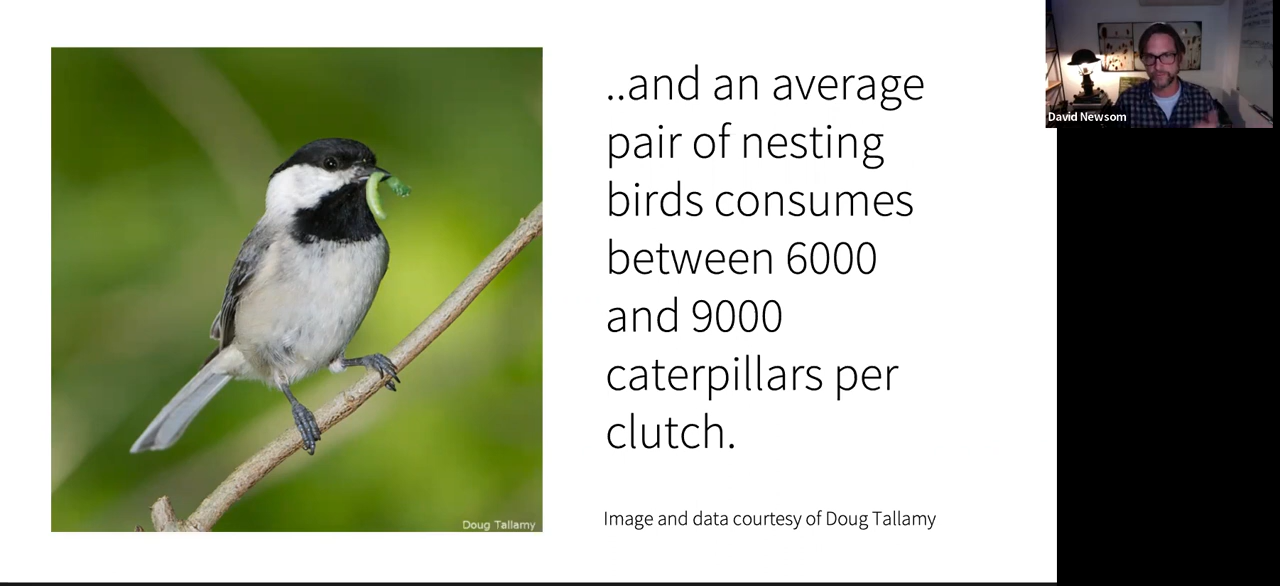 ..and an average
pair of nesting
birds consumes
between 6000
and 9000
caterpillars per
clutch.
Image and data courtesy of Doug Tallamy
Doug Tallamy
David Newsom